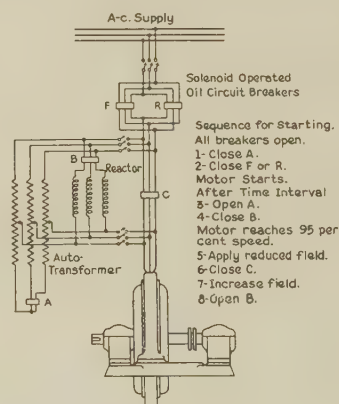 A-c. Supply
Solenoid Operated
Oil Circuit Breakers
F
R
Sequence for Starting.
All breakers open.
1- Close A.
2- Close F or R.
Motor Starts.
After Time Interval
3- Open A.
4- Close B.
Motor reaches 95 per
cent speed.
5- Apply reduced field.
6- Close C.
7- Increase field.
8- Open B.
B
Reactor
C
Auto-
Transformer
A